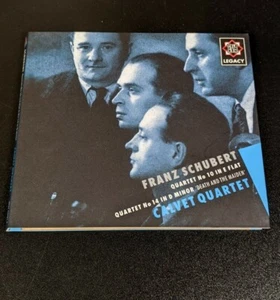 LEGACY
FRANZ SCHUBERT
QUARTET No 10 IN E FLAT
QUARTET No 14 IN D MINOR ,DEATH AND THE MAIDEN'
CALVET QUARTET